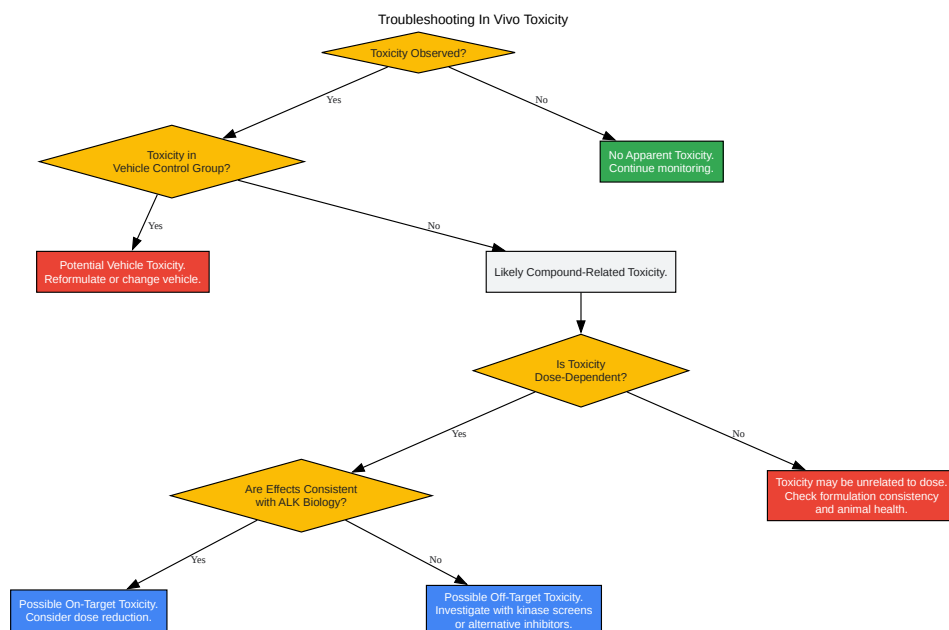 Troubleshooting In Vivo Toxicity
Toxicity Observed?
Yes
No
Toxicity in
Vehicle Control Group?
No Apparent Toxicity.
Continue monitoring.
Yes
No
Potential Vehicle Toxicity.
Reformulate or change vehicle.
Likely Compound-Related Toxicity.
Is Toxicity
Dose-Dependent?
Yes
No
Are Effects Consistent
with ALK Biology?
Toxicity may be unrelated to dose.
Check formulation consistency
and animal health.
Yes
No
Possible On-Target Toxicity.
Consider dose reduction.
Possible Off-Target Toxicity.
Investigate with kinase screens
or alternative inhibitors.